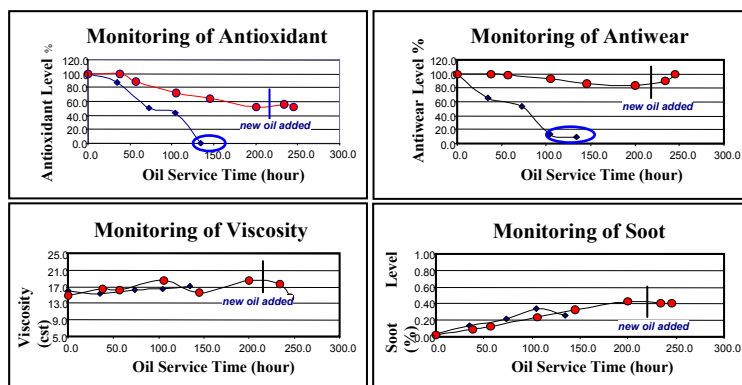 Monitoring of Antioxidant
Antioxidant Level %
120.0
100.0
80.0
60.0
40.0
20.0
0.0
new oil added
0.0 50.0 100.0 150.0 200.0 250.0 300.0
Oil Service Time (hour)
Monitoring of Antiwear
Antiwear Level %
120.0
100.0
80.0
60.0
40.0
20.0
0.0
new oil added
0.0 50.0 100.0 150.0 200.0 250.0 300.0
Oil Service Time (hour)
Monitoring of Viscosity
Viscosity
(cst)
25.0
21.0
17.0
13.0
9.0
5.0
new oil added
0.0 50.0 100.0 150.0 200.0 250.0 300.0
Oil Service Time (hour)
Monitoring of Soot
Soot Level
(%)
1.00
0.80
0.60
0.40
0.20
0.00
new oil added
0.0 50.0 100.0 150.0 200.0 250.0 300.0
Oil Service Time (hour)